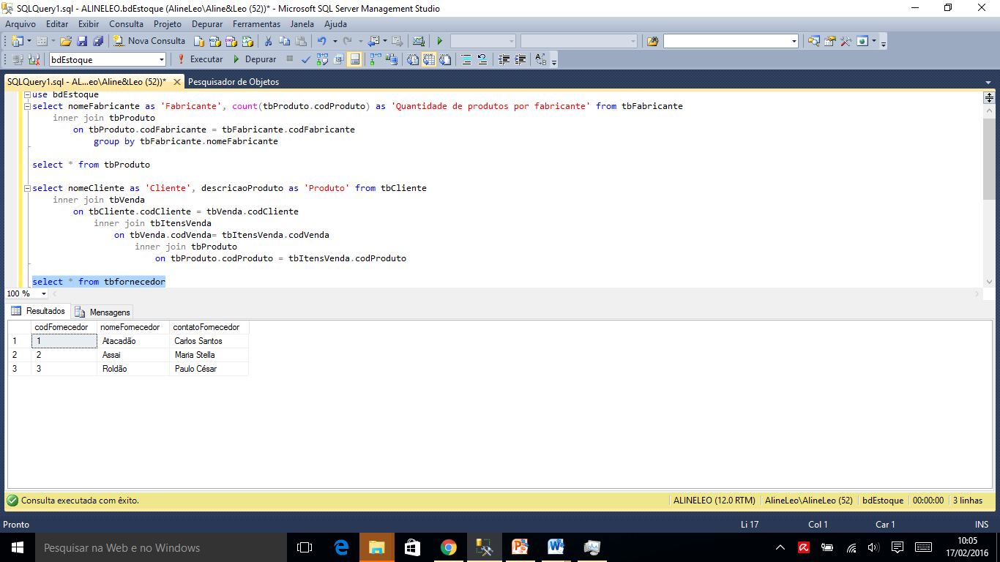 SQLQuery1.sql - ALINELEO.bdEstoque (AlineLeo\Aline&Leo (52))* - Microsoft SQL Server Management Studio
Arquivo Editar Exibir Consulta Projeto Depurar Ferramentas Janela Ajuda
Nova Consulta
bdEstoque Executar Depurar
SQLQuery1.sql - AL...eo\Aline&Leo (52))* Pesquisador de Objetos
use bdEstoque
select nomeFabricante as 'Fabricante', count(tbProduto.codProduto) as 'Quantidade de produtos por fabricante' from tbFabricante
inner join tbProduto
on tbProduto.codFabricante = tbFabricante.codFabricante
group by tbFabricante.nomeFabricante
select * from tbProduto
select nomeCliente as 'Cliente', descricaoProduto as 'Produto' from tbCliente
inner join tbVenda
on tbCliente.codCliente = tbVenda.codCliente
inner join tbItensVenda
on tbVenda.codVenda= tbItensVenda.codVenda
inner join tbProduto
on tbProduto.codProduto = tbItensVenda.codProduto
select * from tbfornecedor
100 %
Resultados Mensagens
codFornecedor nomeFornecedor contatoFornecedor
1 1 Atacadão Carlos Santos
2 2 Assai Maria Stella
3 3 Roldão Paulo César
Consulta executada com êxito. ALINELEO (12.0 RTM) AlineLeo\AlineLeo (52) bdEstoque 00:00:00 3 linhas
Pronto Li 17 Col 1 Car 1 INS
Pesquisar na Web e no Windows
10:05
17/02/2016